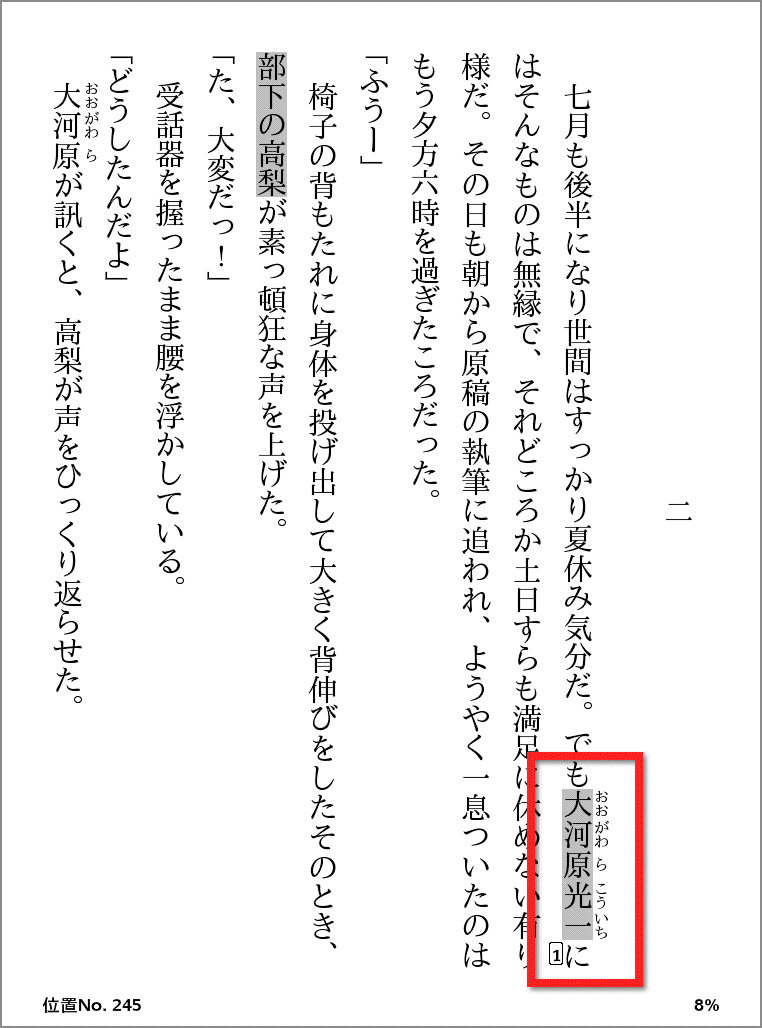 二
七月も後半になり世間はすっかり夏休み気分だ。でも大河原光一に
おおがわら こういち
はそんなものは無縁で、それどころか土日すらも満足に休めない有り
様だ。その日も朝から原稿の執筆に追われ、ようやく一息ついたのは
もう夕方六時を過ぎたころだった。
「ふぅー」
椅子の背もたれに身体を投げ出して大きく背伸びをしたそのとき、
部下の高梨が素っ頓狂な声を上げた。
「た、大変だっ！」
受話器を握ったまま腰を浮かしている。
「どうしたんだよ」
大河原が訊くと、高梨が声をひっくり返らせた。
おおがわら
1
位置No. 245
8%